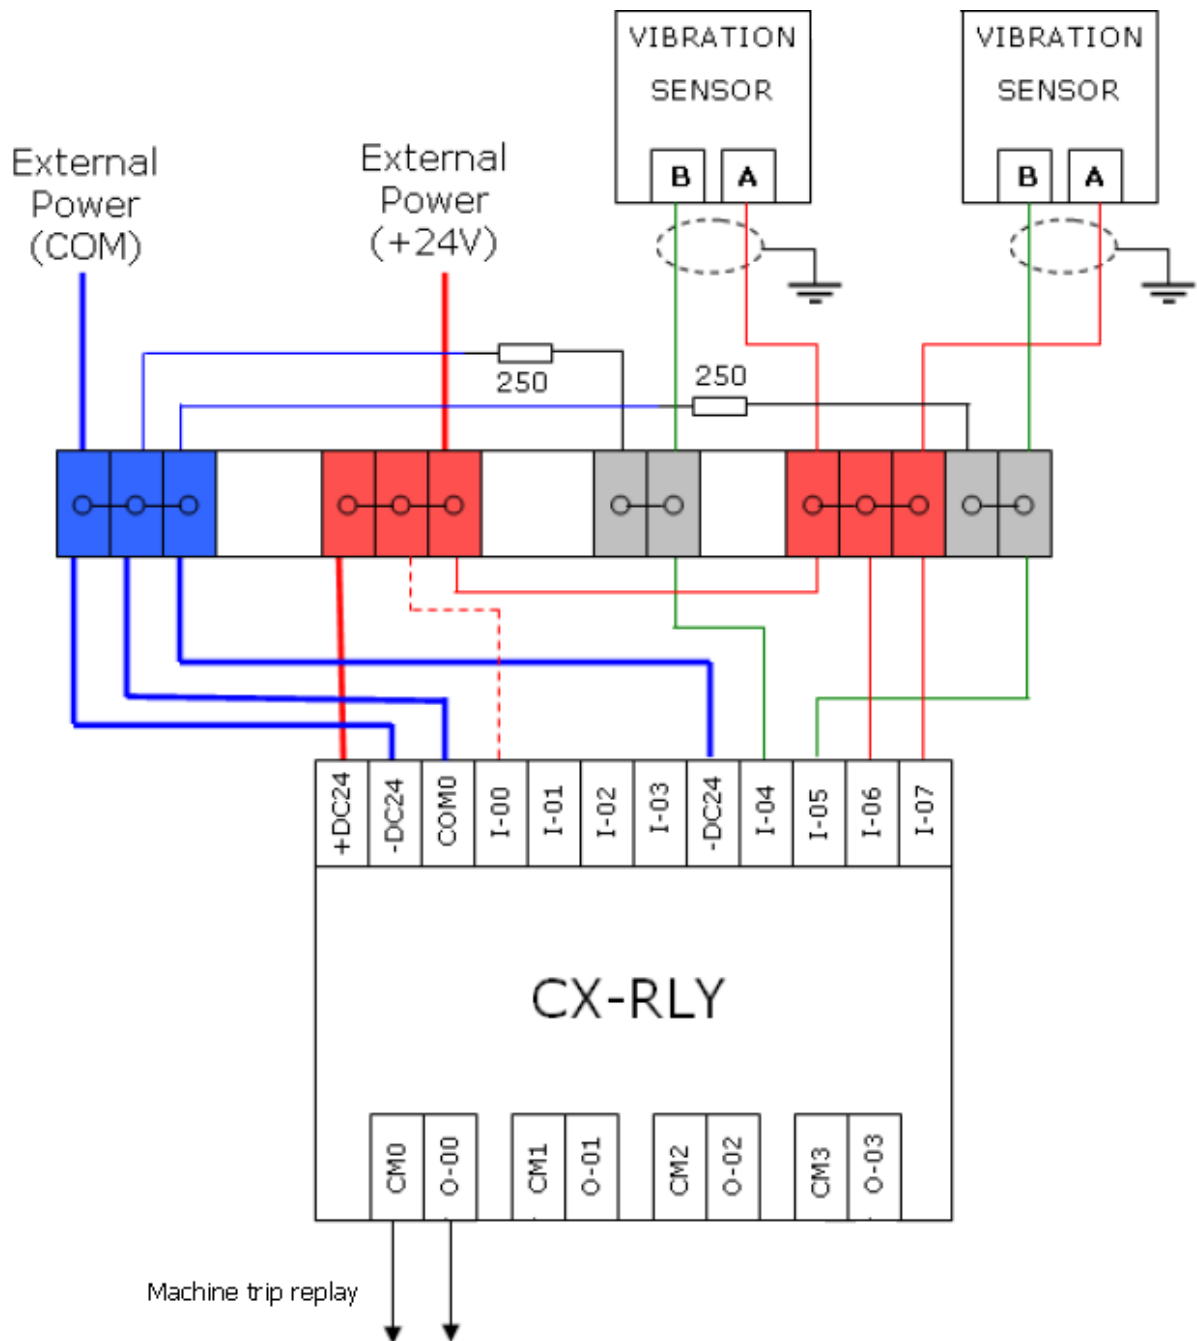 VIBRATION
SENSOR
B A
VIBRATION
SENSOR
B A
External
Power
(COM)
External
Power
(+24V)
250
250
+DC24
-DC24
COM0
I-00
I-01
I-02
I-03
-DC24
I-04
I-05
I-06
I-07
CX-RLY
CM0
O-00
CM1
O-01
CM2
O-02
CM3
O-03
Machine trip replay